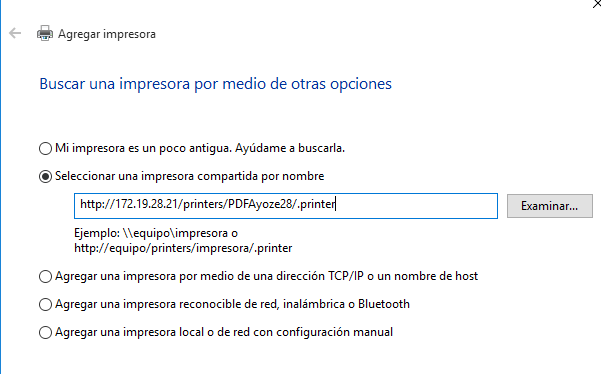 Agregar impresora
Buscar una impresora por medio de otras opciones
Mi impresora es un poco antigua. Ayúdame a buscarla.
Seleccionar una impresora compartida por nombre
http://172.19.28.21/printers/PDFAyoze28/.printer
Examinar...
Ejemplo: \\equipo\impresora o
http://equipo/printers/impresora/.printer
Agregar una impresora por medio de una dirección TCP/IP o un nombre de host
Agregar una impresora reconocible de red, inalámbrica o Bluetooth
Agregar una impresora local o de red con configuración manual